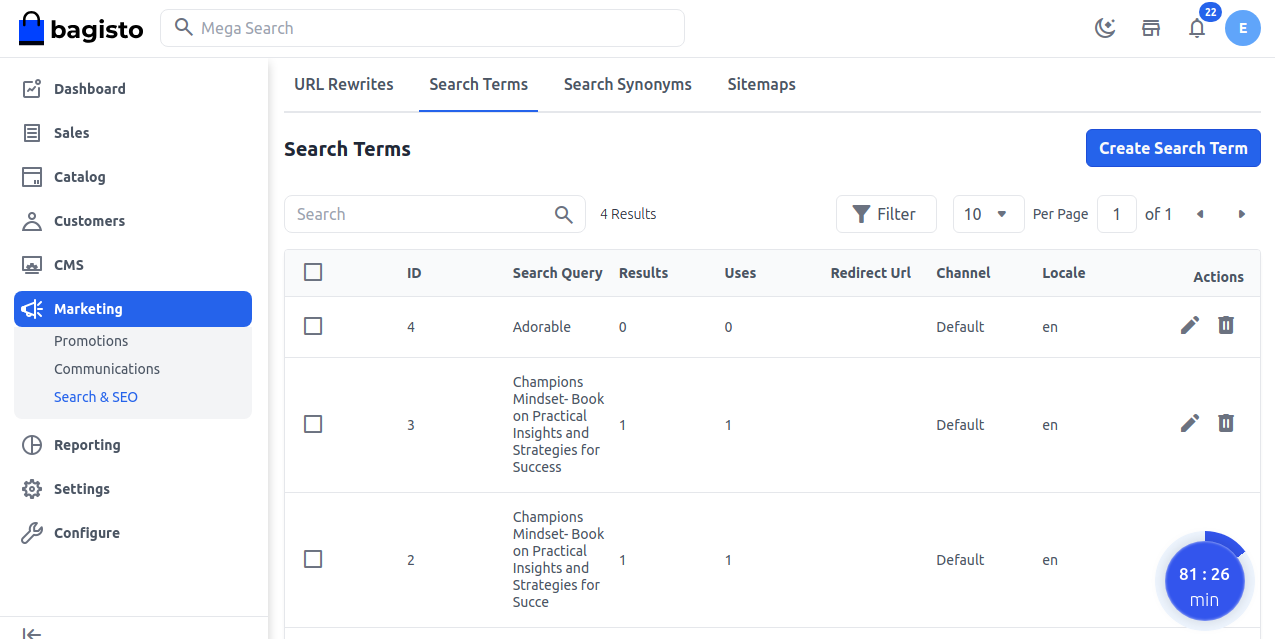 bagisto
Mega Search
22
E
Dashboard
Sales
Catalog
Customers
CMS
Marketing
Promotions
Communications
Search & SEO
Reporting
Settings
Configure
URL Rewrites Search Terms Search Synonyms Sitemaps
Search Terms
Create Search Term
Search
4 Results
Filter
10
Per Page
1
of 1
ID Search Query Results Uses Redirect Url Channel Locale Actions
4 Adorable 0 0 Default en
Champions
Mindset- Book
on Practical
Insights and
Strategies for
Success
3 1 1 Default en
Champions
Mindset- Book
on Practical
Insights and
Strategies for
Succe
2 1 1 Default en
81 : 26
min